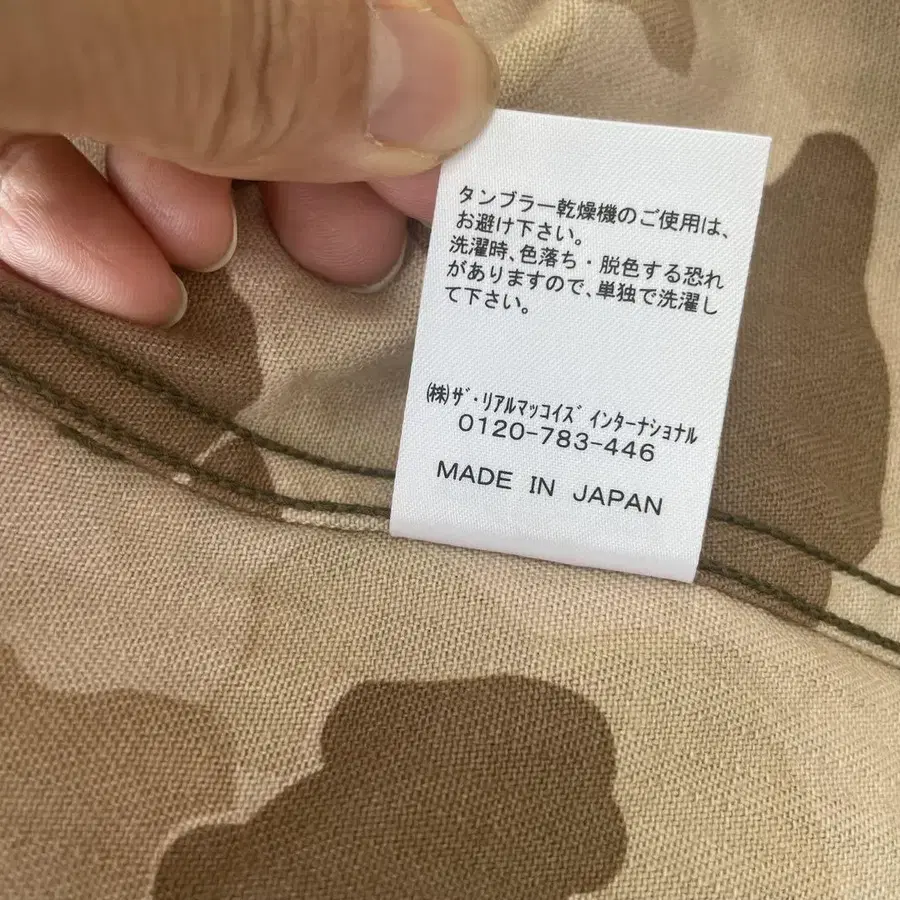 タンブラー乾燥機のご使用は、
お避け下さい。
洗濯時、色落ち・脱色する恐れ
がありますので、単独で洗濯し
て下さい。
㈱ｻﾞ・ﾘｱﾙﾏｯｺｲｽﾞ ｲﾝﾀｰﾅｼｮﾅﾙ
0120-783-446
MADE IN JAPAN